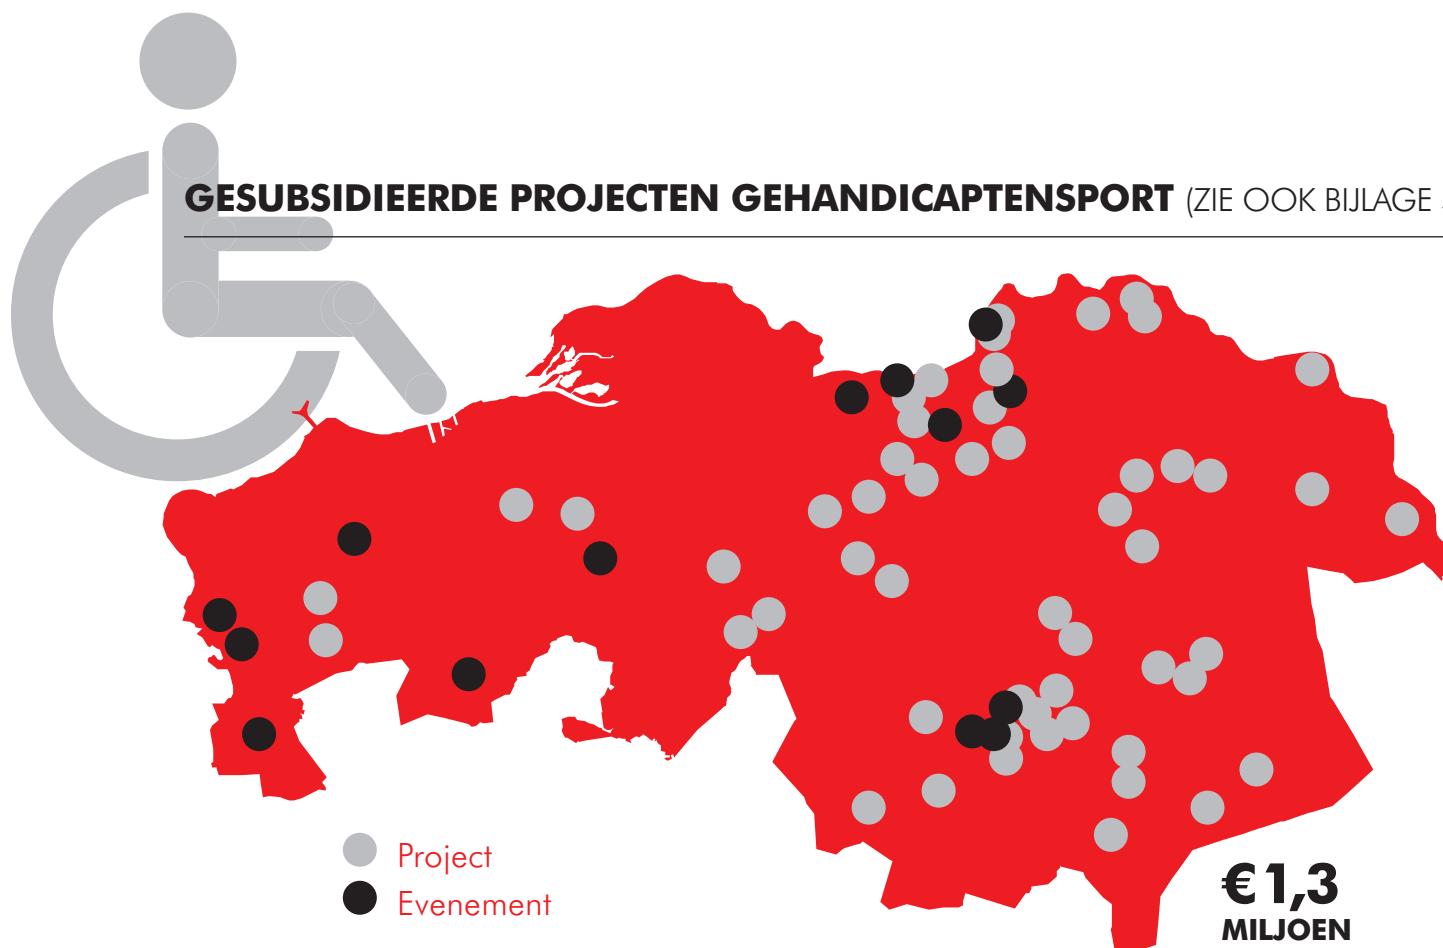 GESUBSIDIEERDE PROJECTEN GEHANDICAPTENSPORT (ZIE OOK BIJLAGE
Project
Evenement
€1,3
MILJOEN